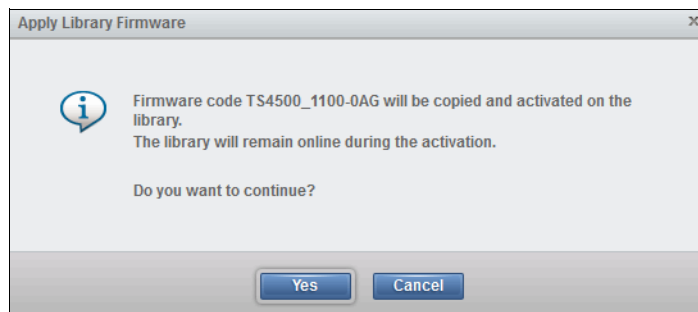 Apply Library Firmware
Firmware code TS4500_1100-0AG will be copied and activated on the
library.
The library will remain online during the activation.
Do you want to continue?
Yes
Cancel